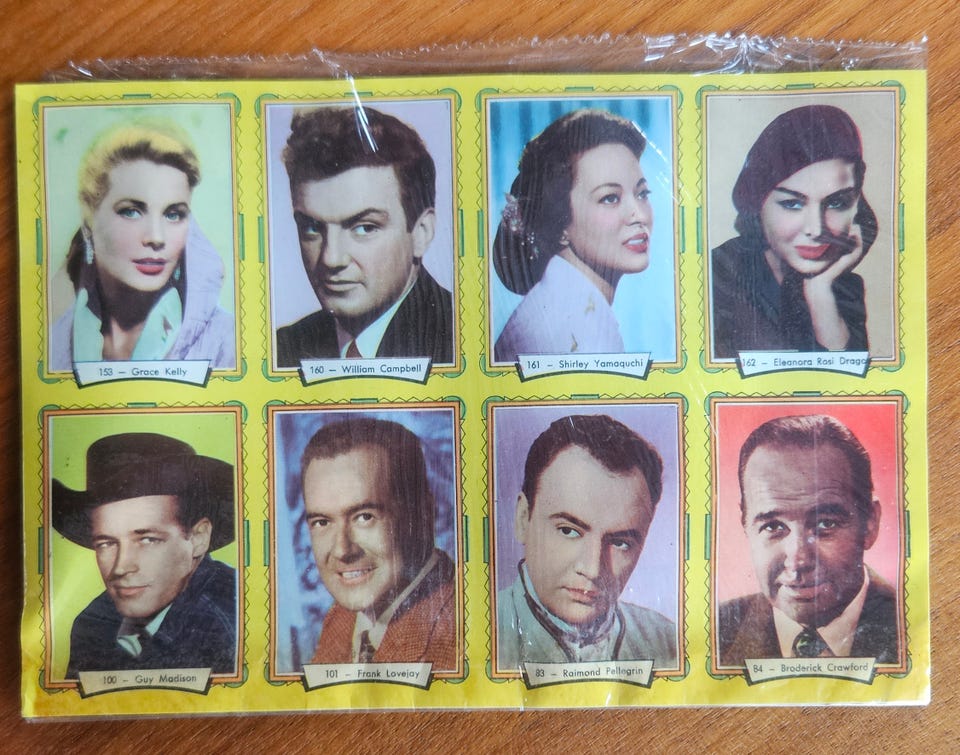 153 – Grace Kelly
160 – William Campbell
161 – Shirley Yamaguchi
162 – Eleanora Rosi Drago
100 – Guy Madison
101 – Frank Lovejoy
83 – Raimond Pellegrin
84 – Broderick Crawford